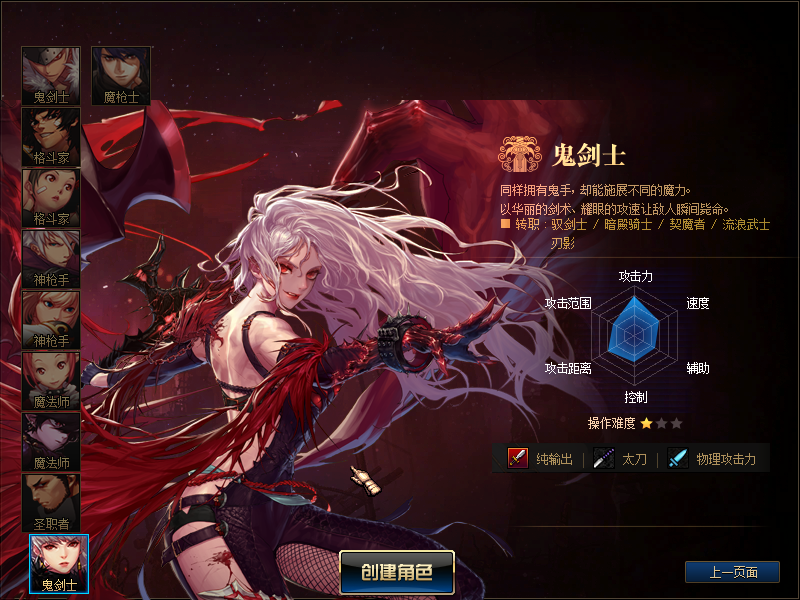 鬼剑士
魔枪士
格斗家
格斗家
神枪手
神枪手
魔法师
魔法师
圣职者
鬼剑士
鬼剑士
同样拥有鬼手，却能施展不同的魔力。
以华丽的剑术、耀眼的攻速让敌人瞬间毙命。
转职：驭剑士 / 暗殿骑士 / 契魔者 / 流浪武士
刃影
攻击力
攻击范围
速度
攻击距离
辅助
控制
操作难度
纯输出
太刀
物理攻击力
创建角色
上一页面